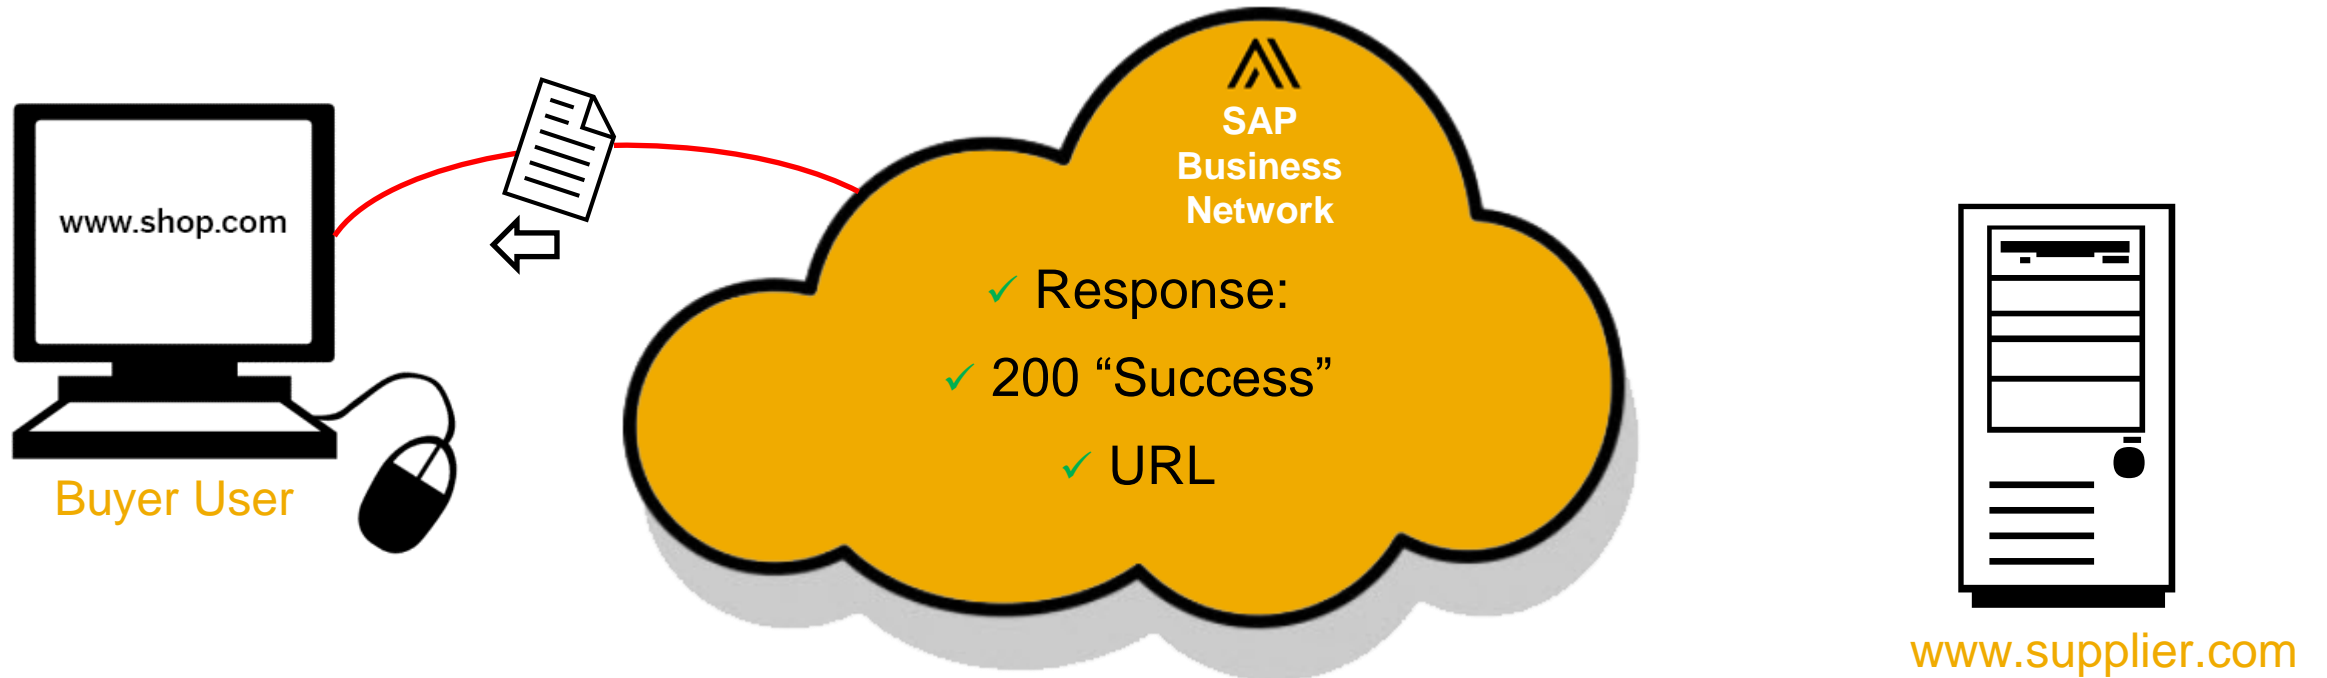 www.shop.com
Buyer User
SAP
Business
Network
✓ Response:
✓ 200 “Success”
✓ URL
www.supplier.com